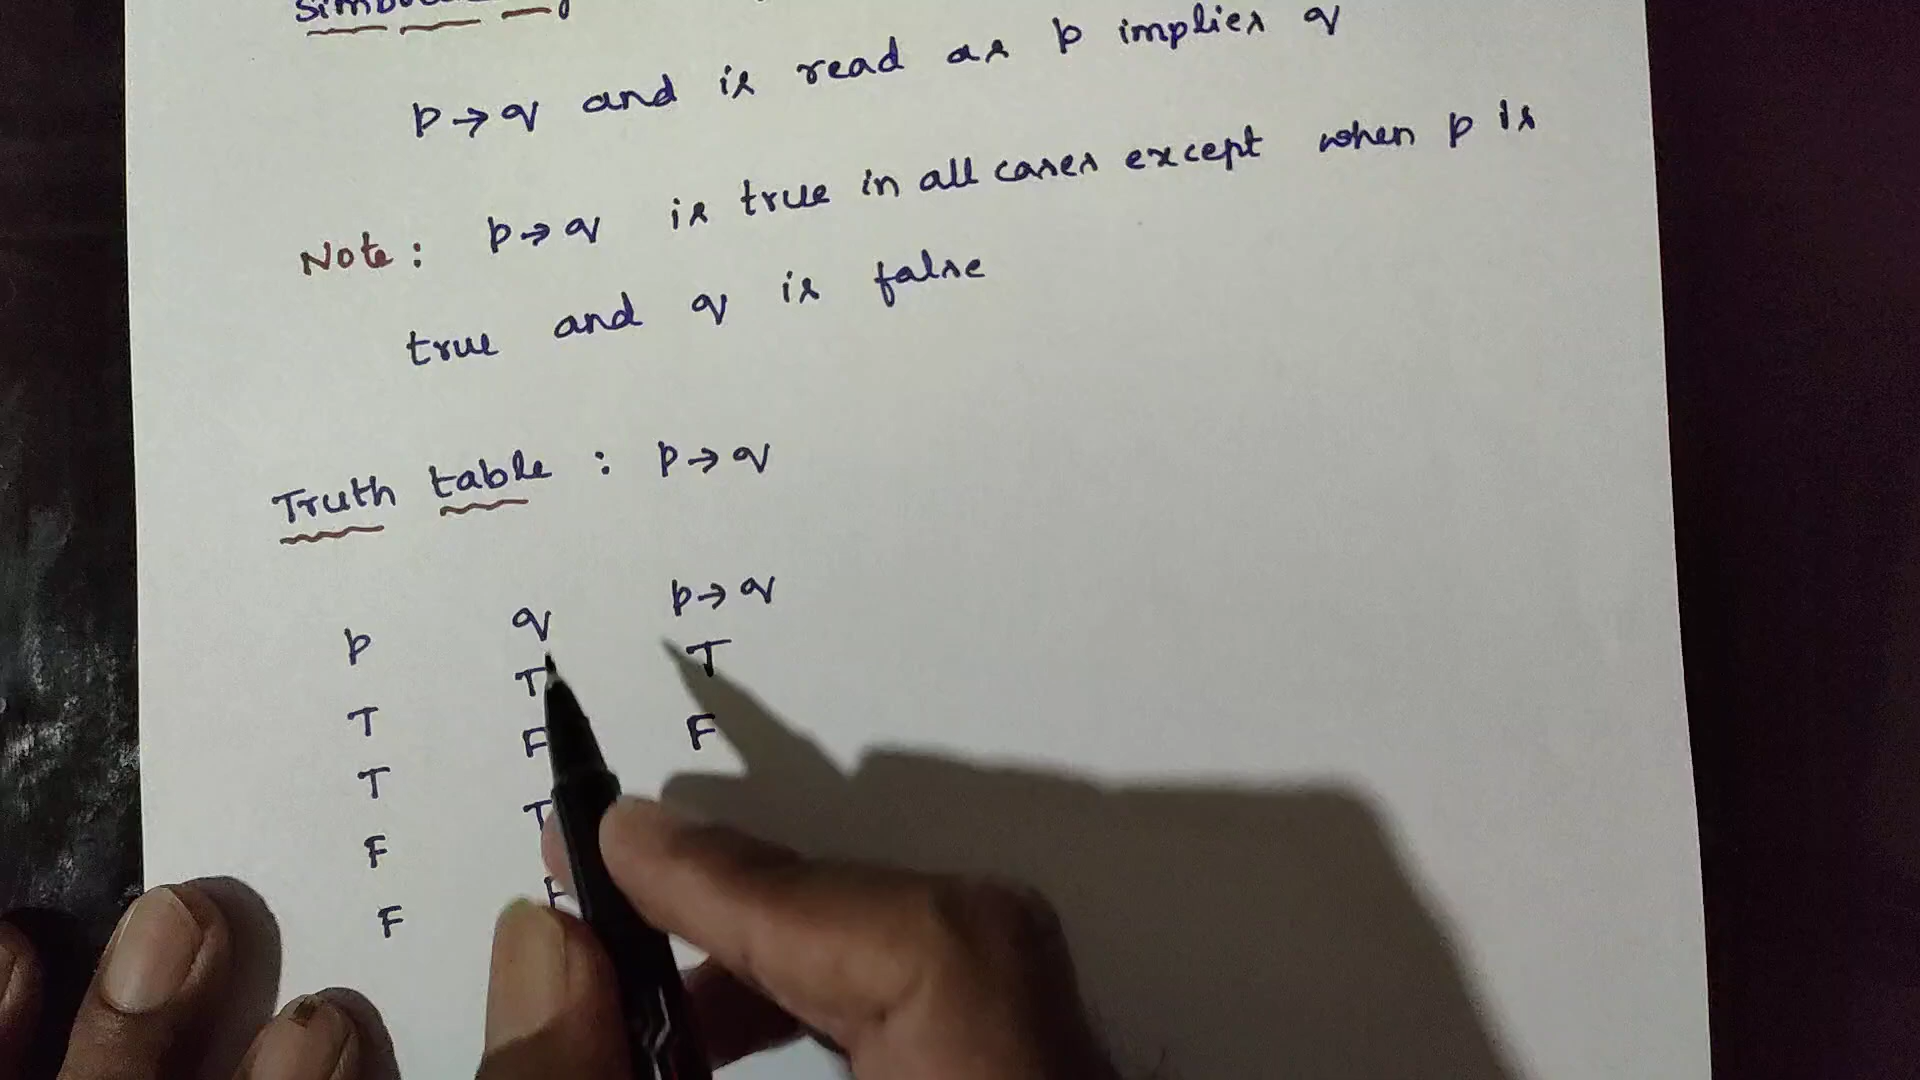 p→q and is read as p implies q
Note: p→q is true in all cases except when p is
true and q is false
Truth table : p→q
p q p→q
T T T
T F F
F T
F F